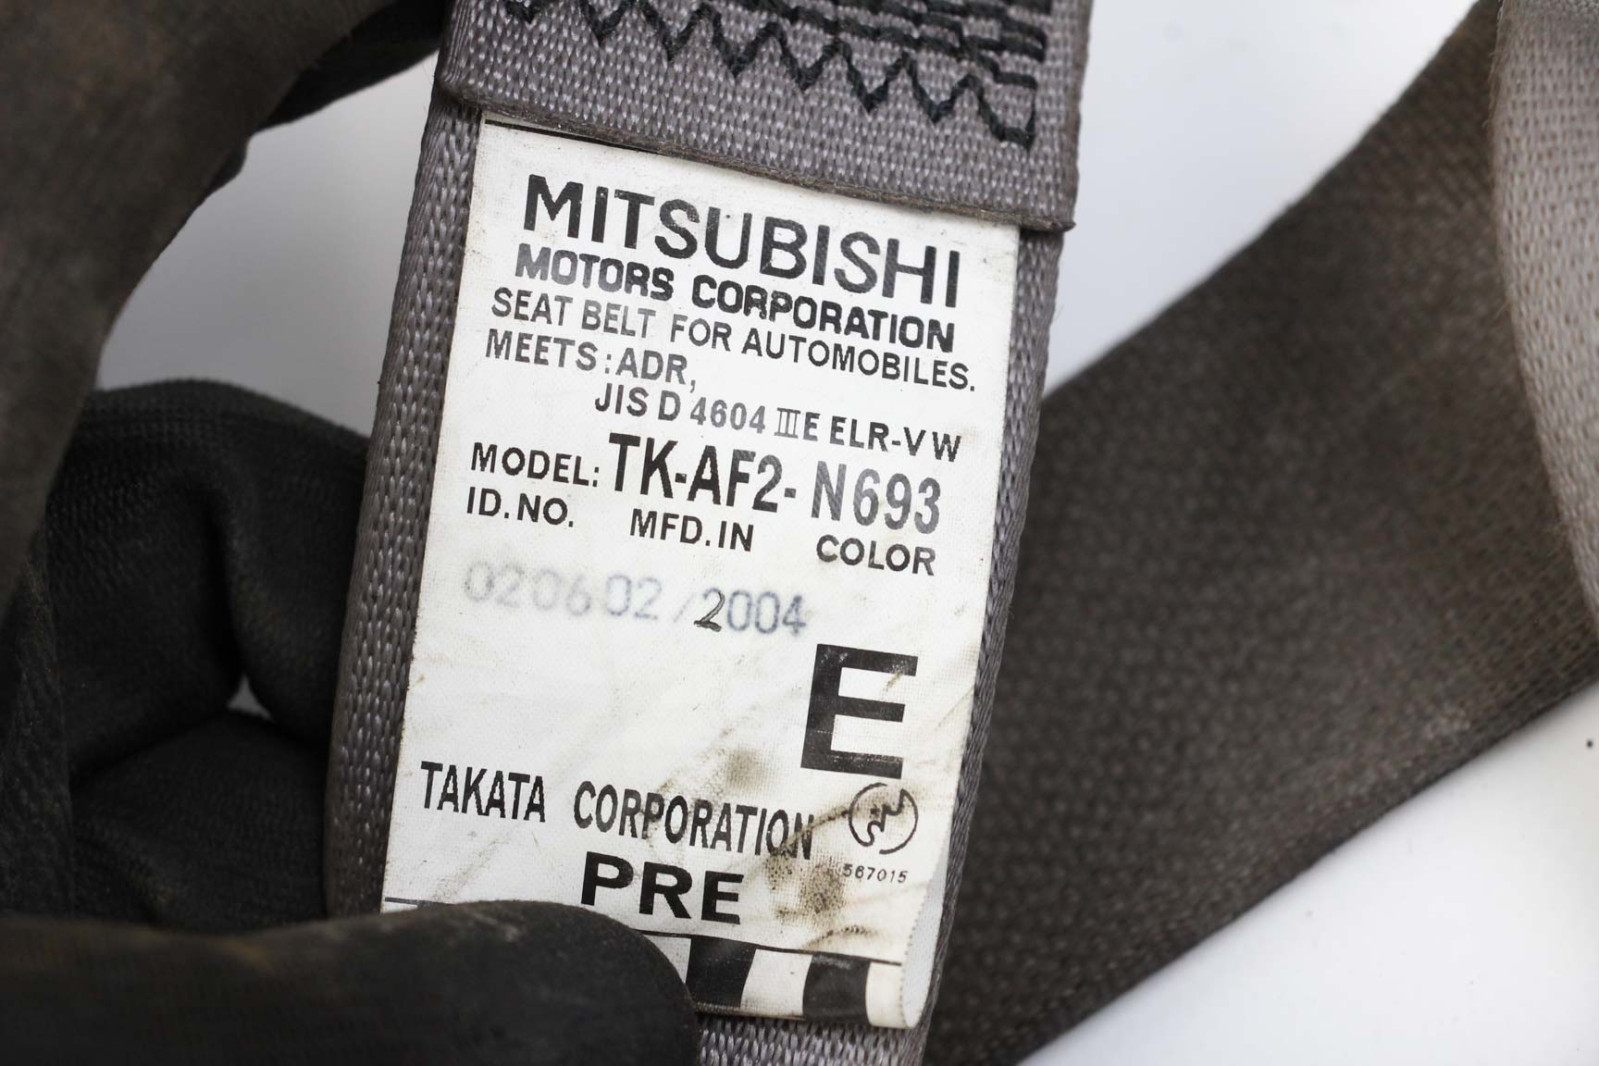 MITSUBISHI
MOTORS CORPORATION
SEAT BELT FOR AUTOMOBILES.
MEETS: ADR,
JIS D 4604 ⅢE ELR-VW
MODEL: TK-AF2- N693
ID.NO. MFD.IN COLOR
020602/2004
E
TAKATA CORPORATION
567015
PRE